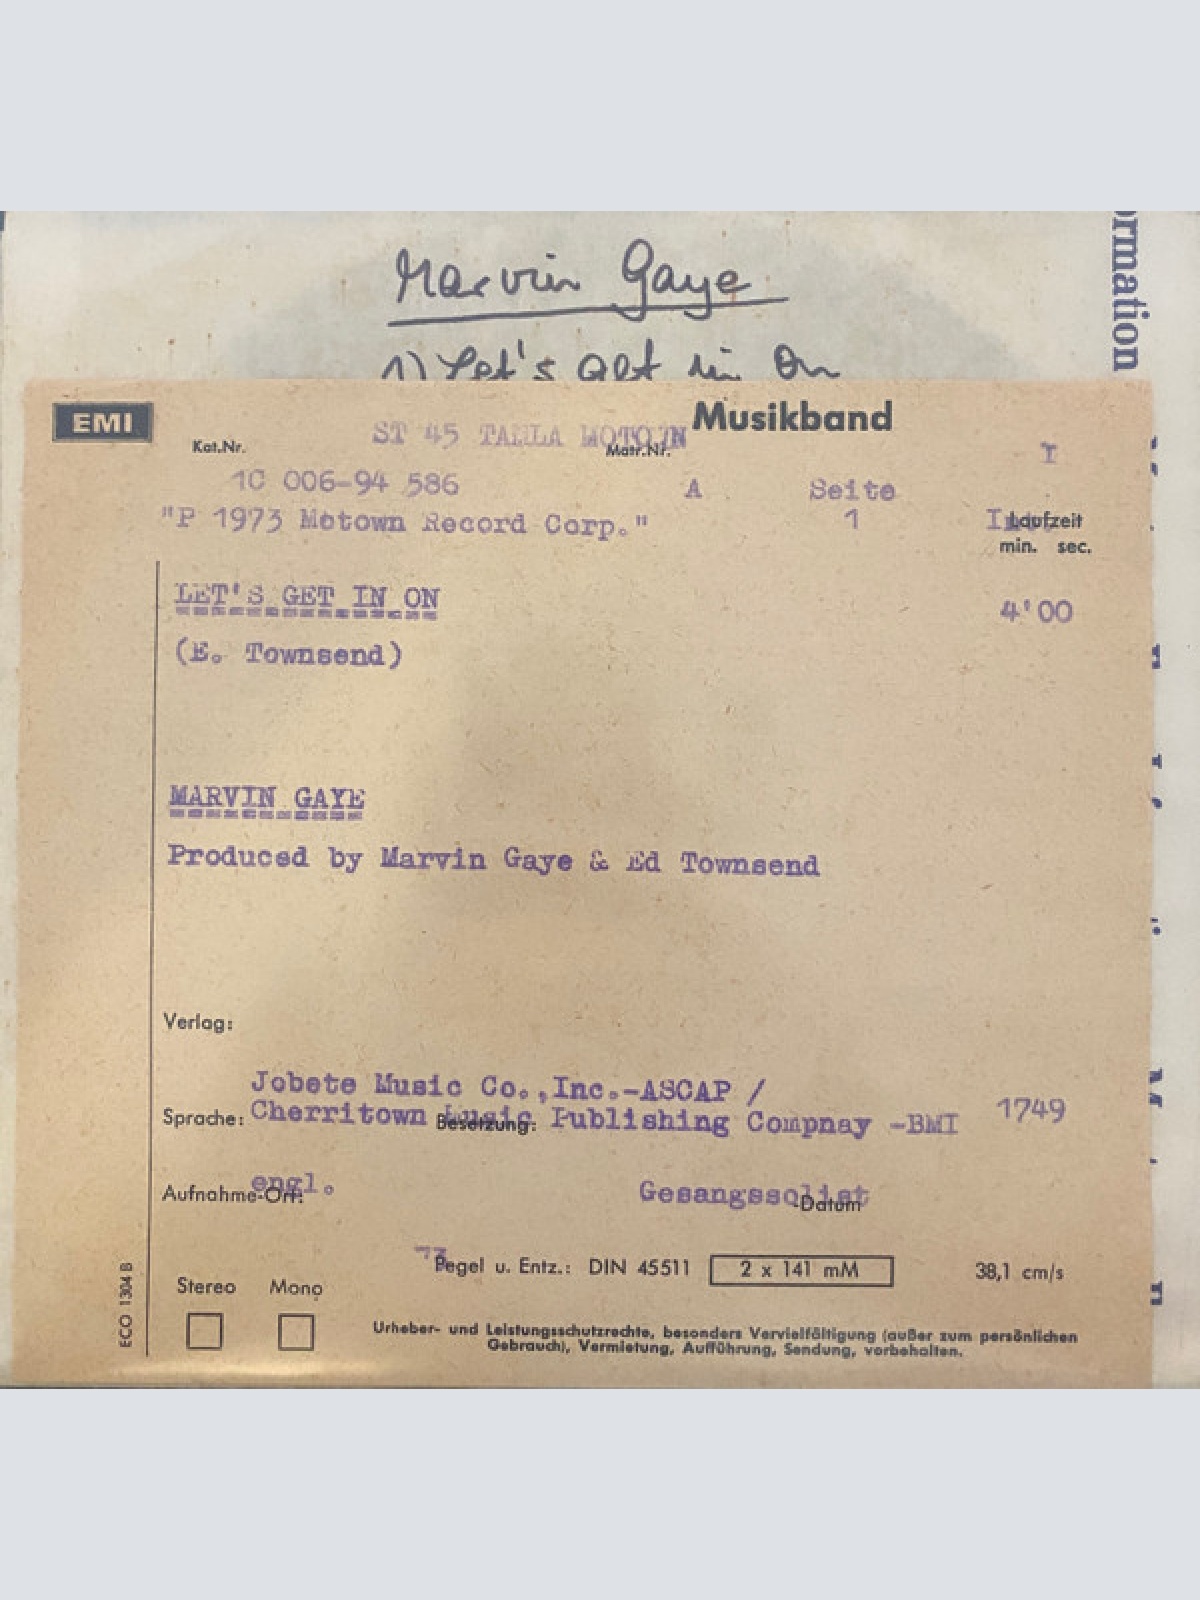 Marvin Gaye
1) Let's Get in On
ormation
EMI
Musikband
ST 45 TAMLA MOTOWN
Kat.Nr.
Matr.Nr.
I
1C 006-94 586
A
Seite
"P 1973 Motown Record Corp."
1
Laufzeit
min. sec.
LET'S GET IN ON
4'00
(E. Townsend)
MARVIN GAYE
Produced by Marvin Gaye & Ed Townsend
Verlag:
Jobete Music Co.,Inc.-ASCAP /
Sprache: Cherritown Music Publishing Compnay -BMI
Besetzung:
1749
engl.
Gesangssolist
Aufnahme-Ort:
-Datum
73
Pegel u. Entz.: DIN 45511 2 x 141 mM 38,1 cm/s
Stereo Mono
ECO 1304 B
Urheber- und Leistungsschutzrechte, besonders Vervielfältigung (außer zum persönlichen
Gebrauch), Vermietung, Aufführung, Sendung, vorbehalten.